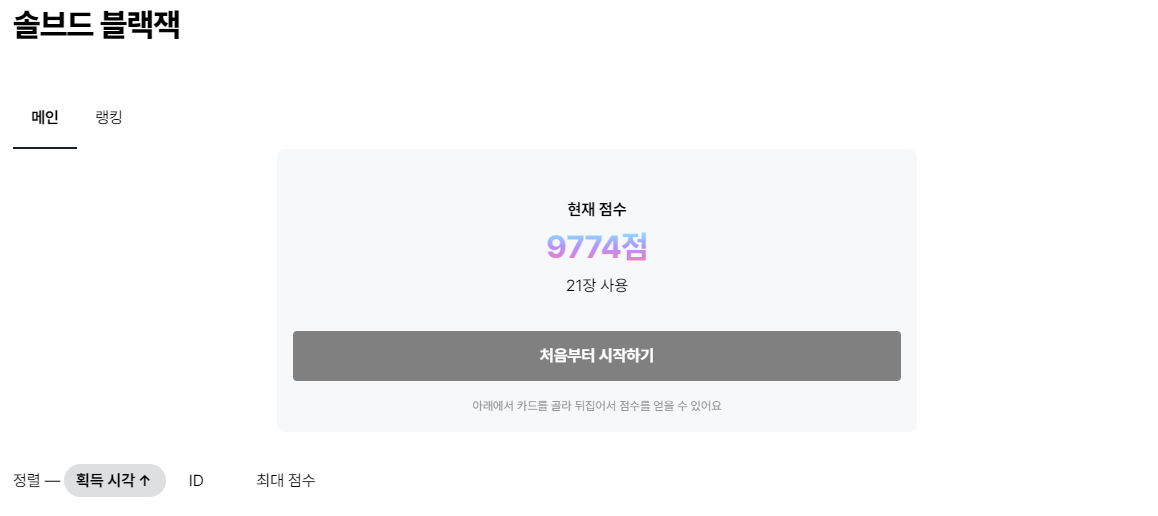 솔브드 블랙잭
메인 랭킹
현재 점수
9774점
21장 사용
처음부터 시작하기
아래에서 카드를 골라 뒤집어서 점수를 얻을 수 있어요
정렬 — 획득 시각 ↑ ID 최대 점수